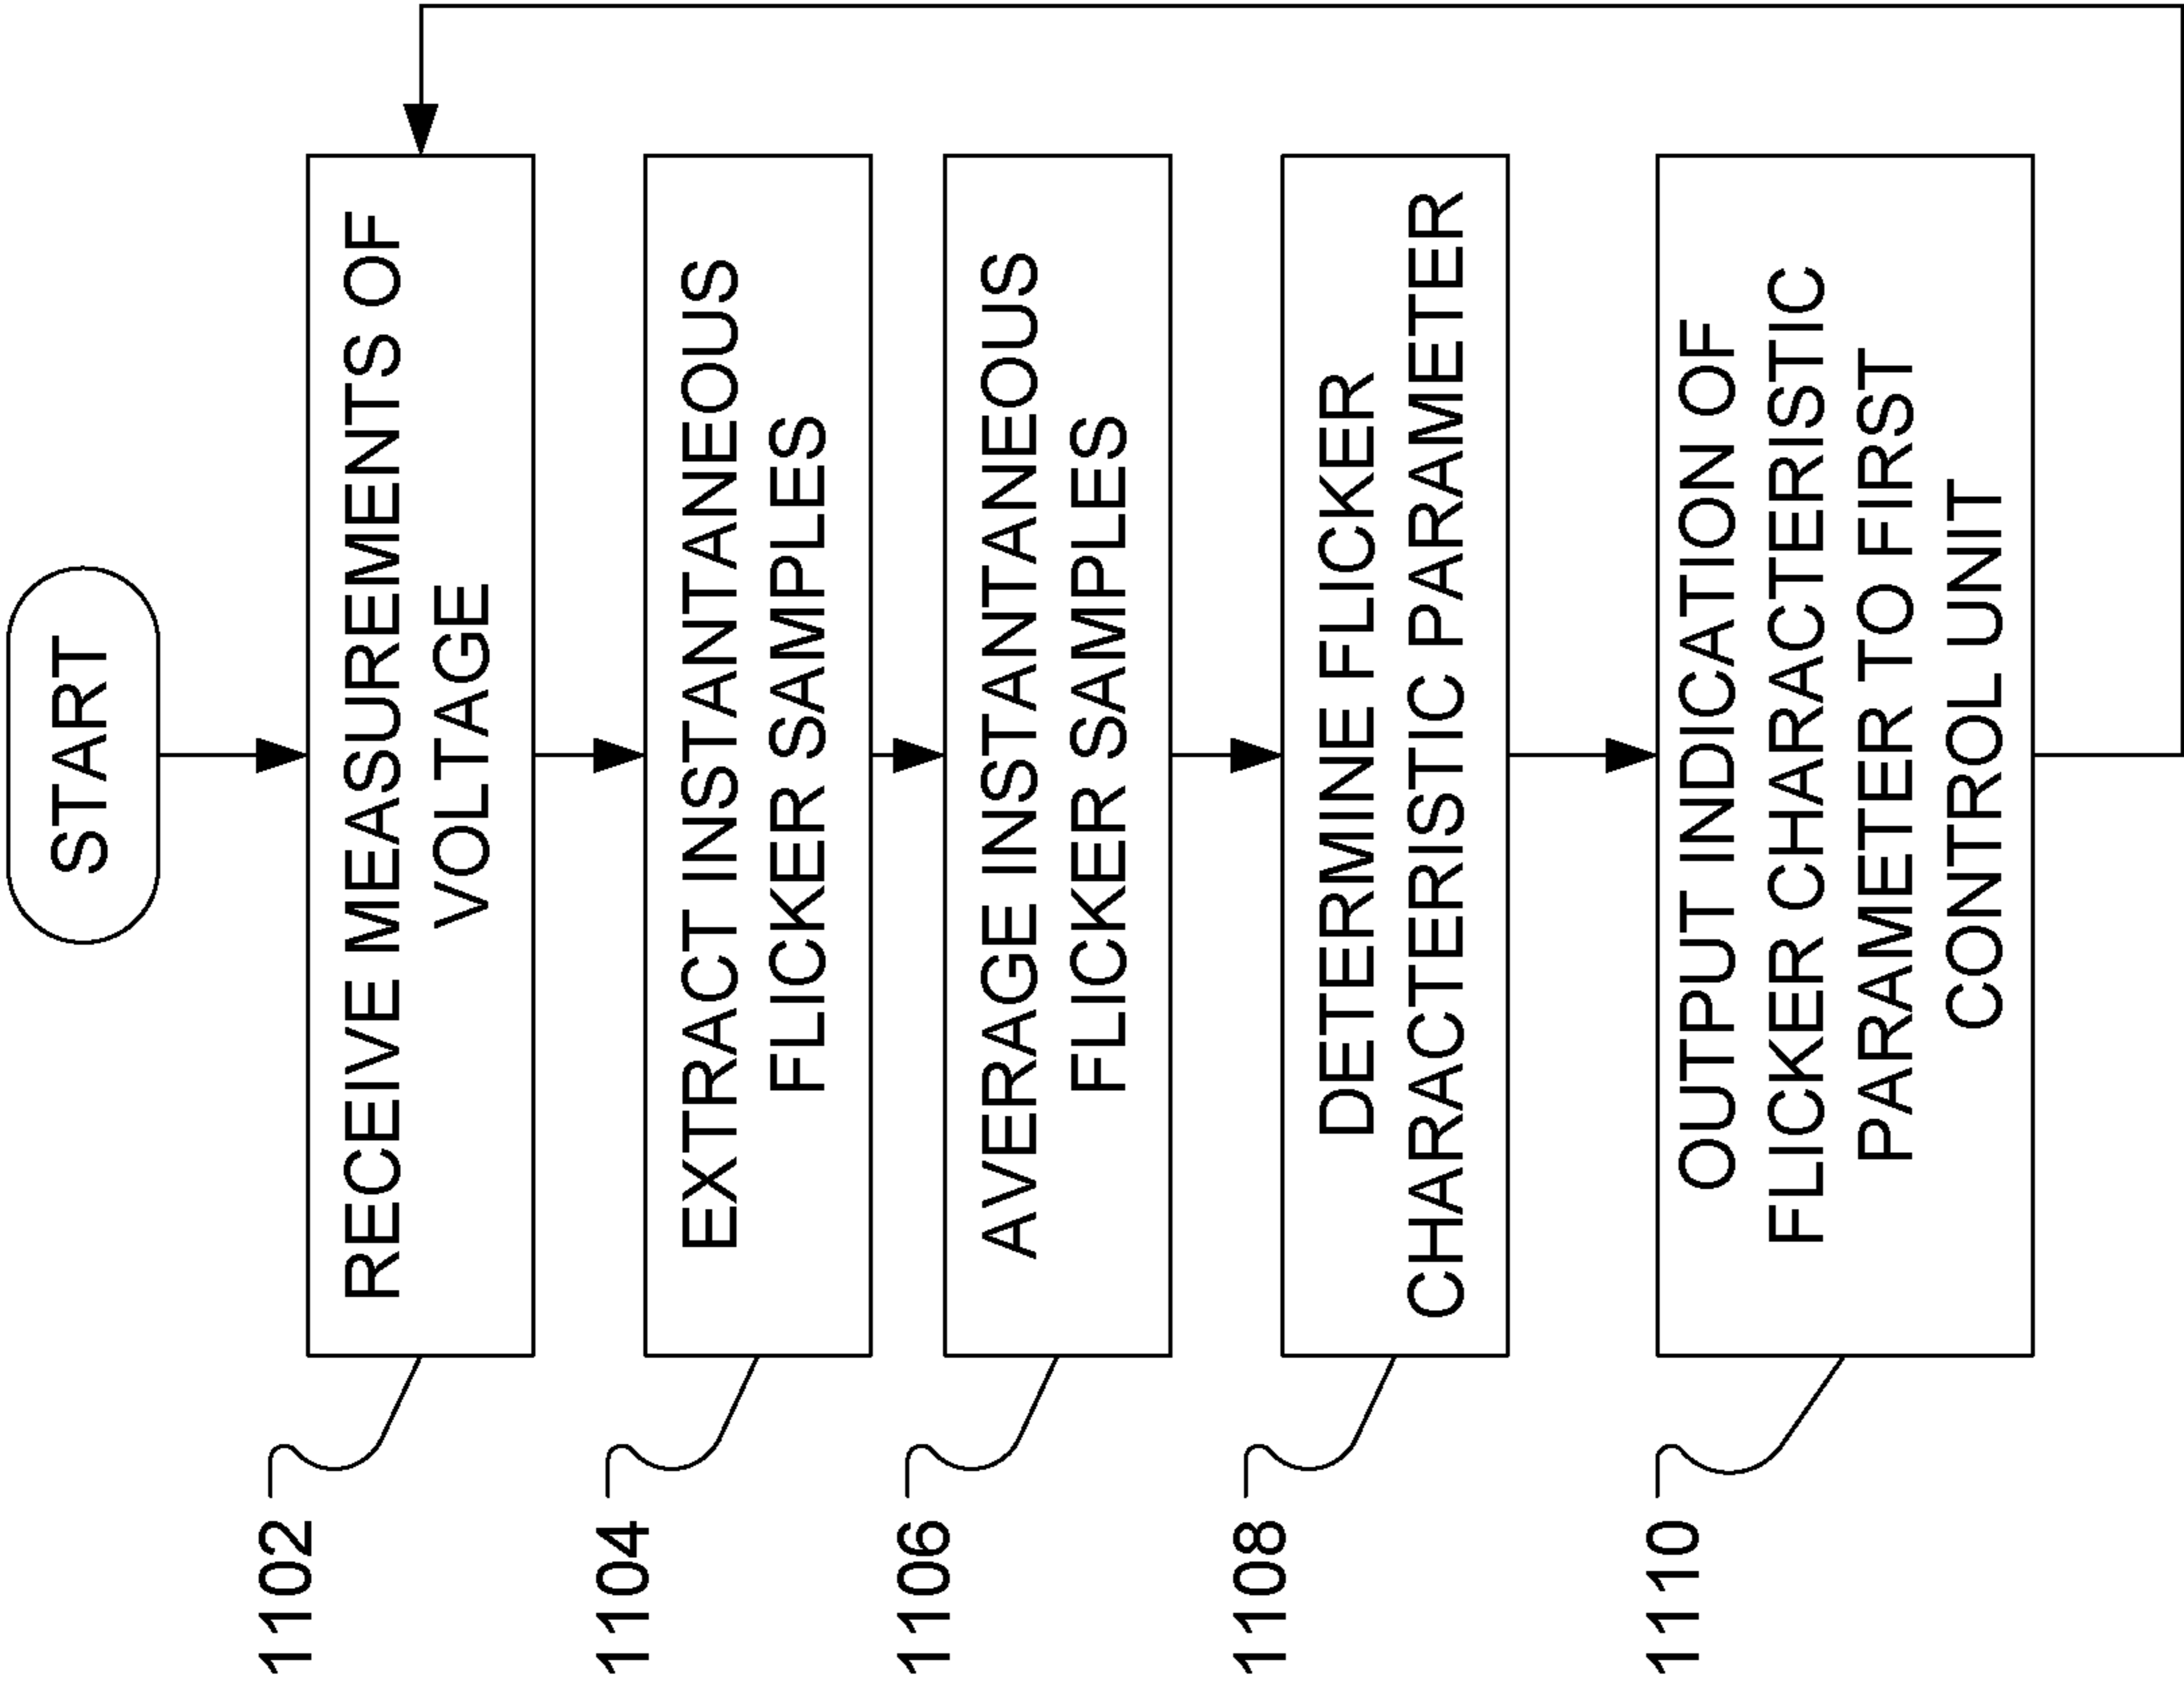 START
1102
RECEIVE MEASUREMENTS OF
VOLTAGE
1104
EXTRACT INSTANTANEOUS
FLICKER SAMPLES
1106
AVERAGE INSTANTANEOUS
FLICKER SAMPLES
1108
DETERMINE FLICKER
CHARACTERISTIC PARAMETER
1110
OUTPUT INDICATION OF
FLICKER CHARACTERISTIC
PARAMETER TO FIRST
CONTROL UNIT